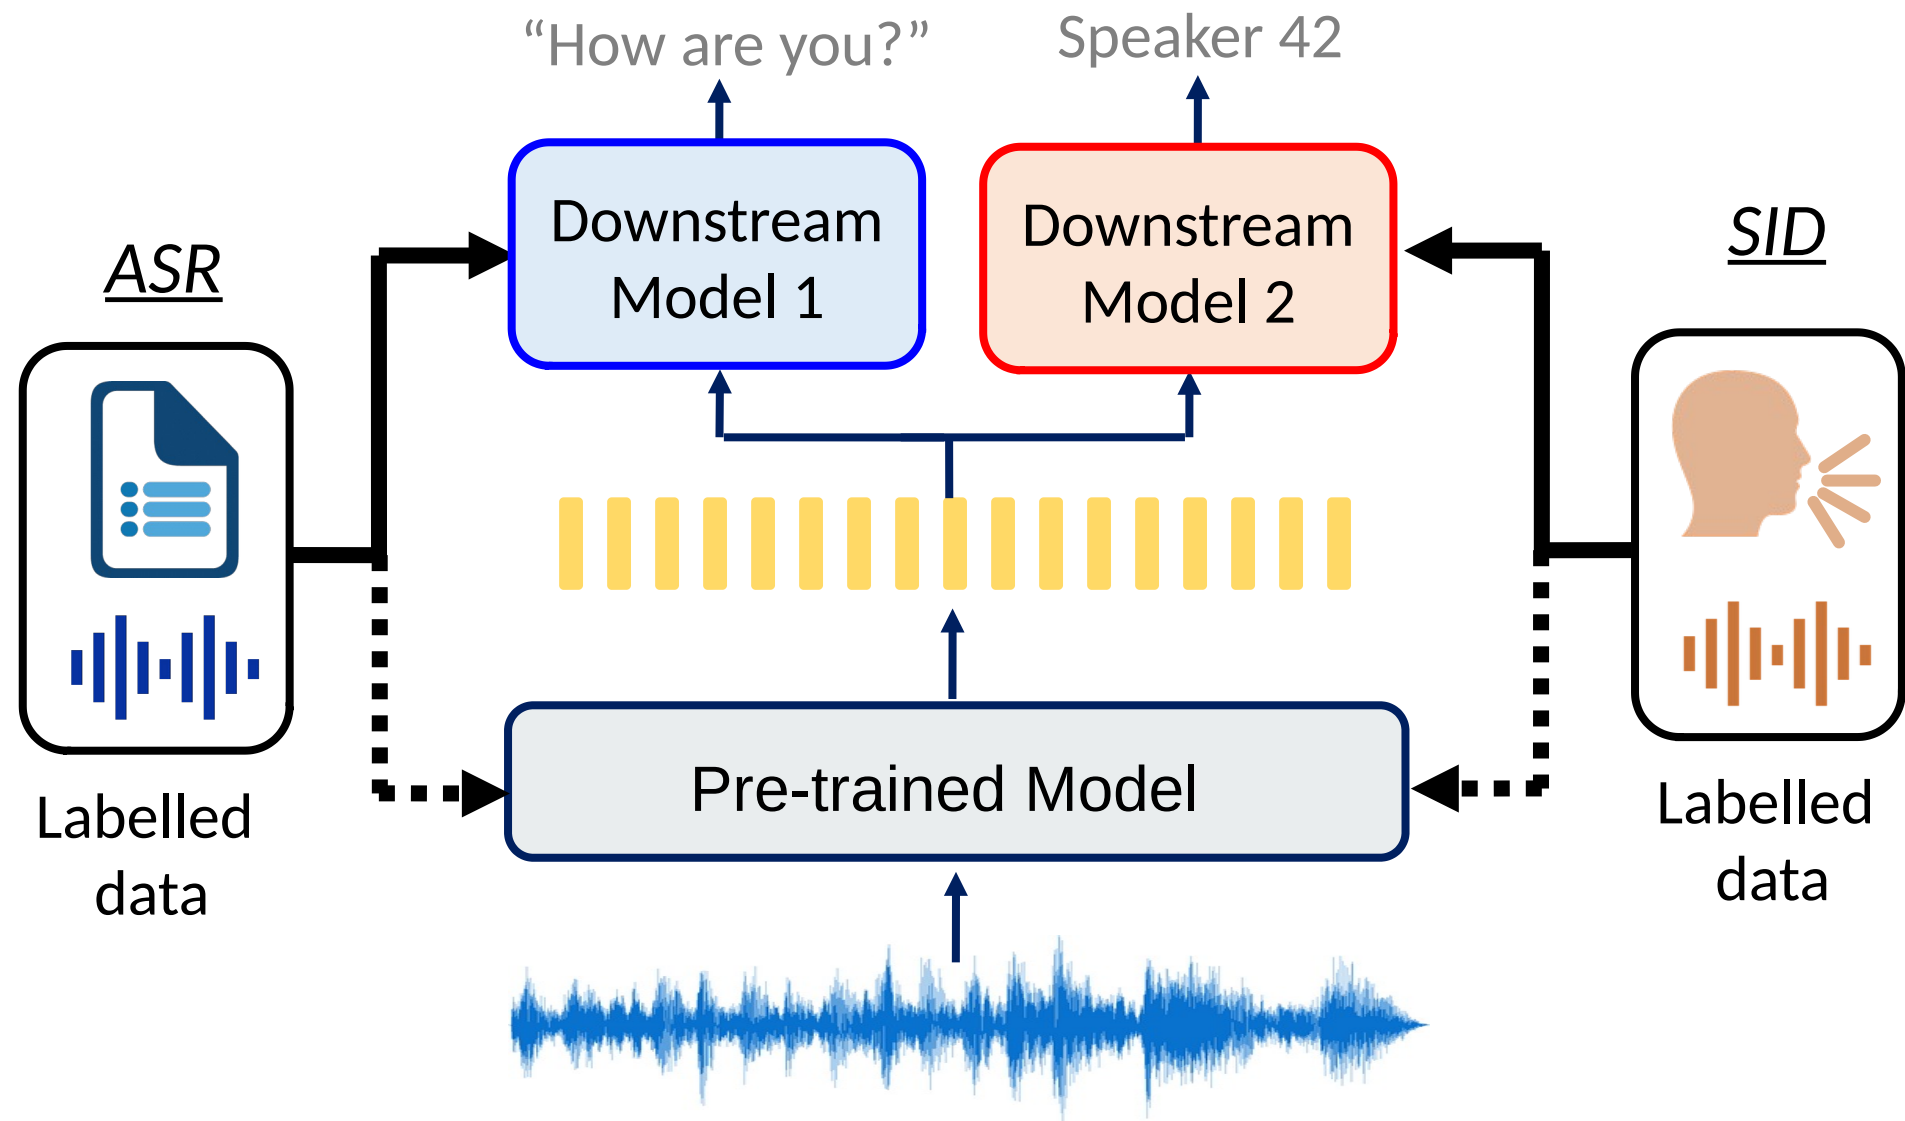 “How are you?”
Speaker 42
Downstream
Model 1
Downstream
Model 2
ASR
SID
Labelled
data
Pre-trained Model
Labelled
data